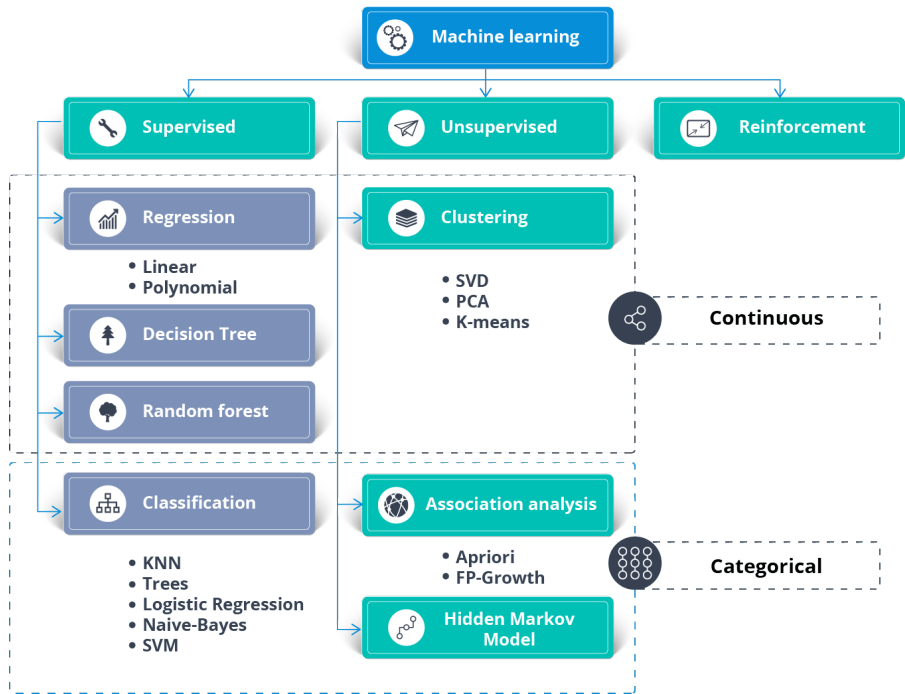 Machine learning
Supervised
Unsupervised
Reinforcement
Regression
• Linear
• Polynomial
Decision Tree
Random forest
Clustering
• SVD
• PCA
• K-means
Continuous
Classification
• KNN
• Trees
• Logistic Regression
• Naive-Bayes
• SVM
Association analysis
• Apriori
• FP-Growth
Hidden Markov
Model
Categorical